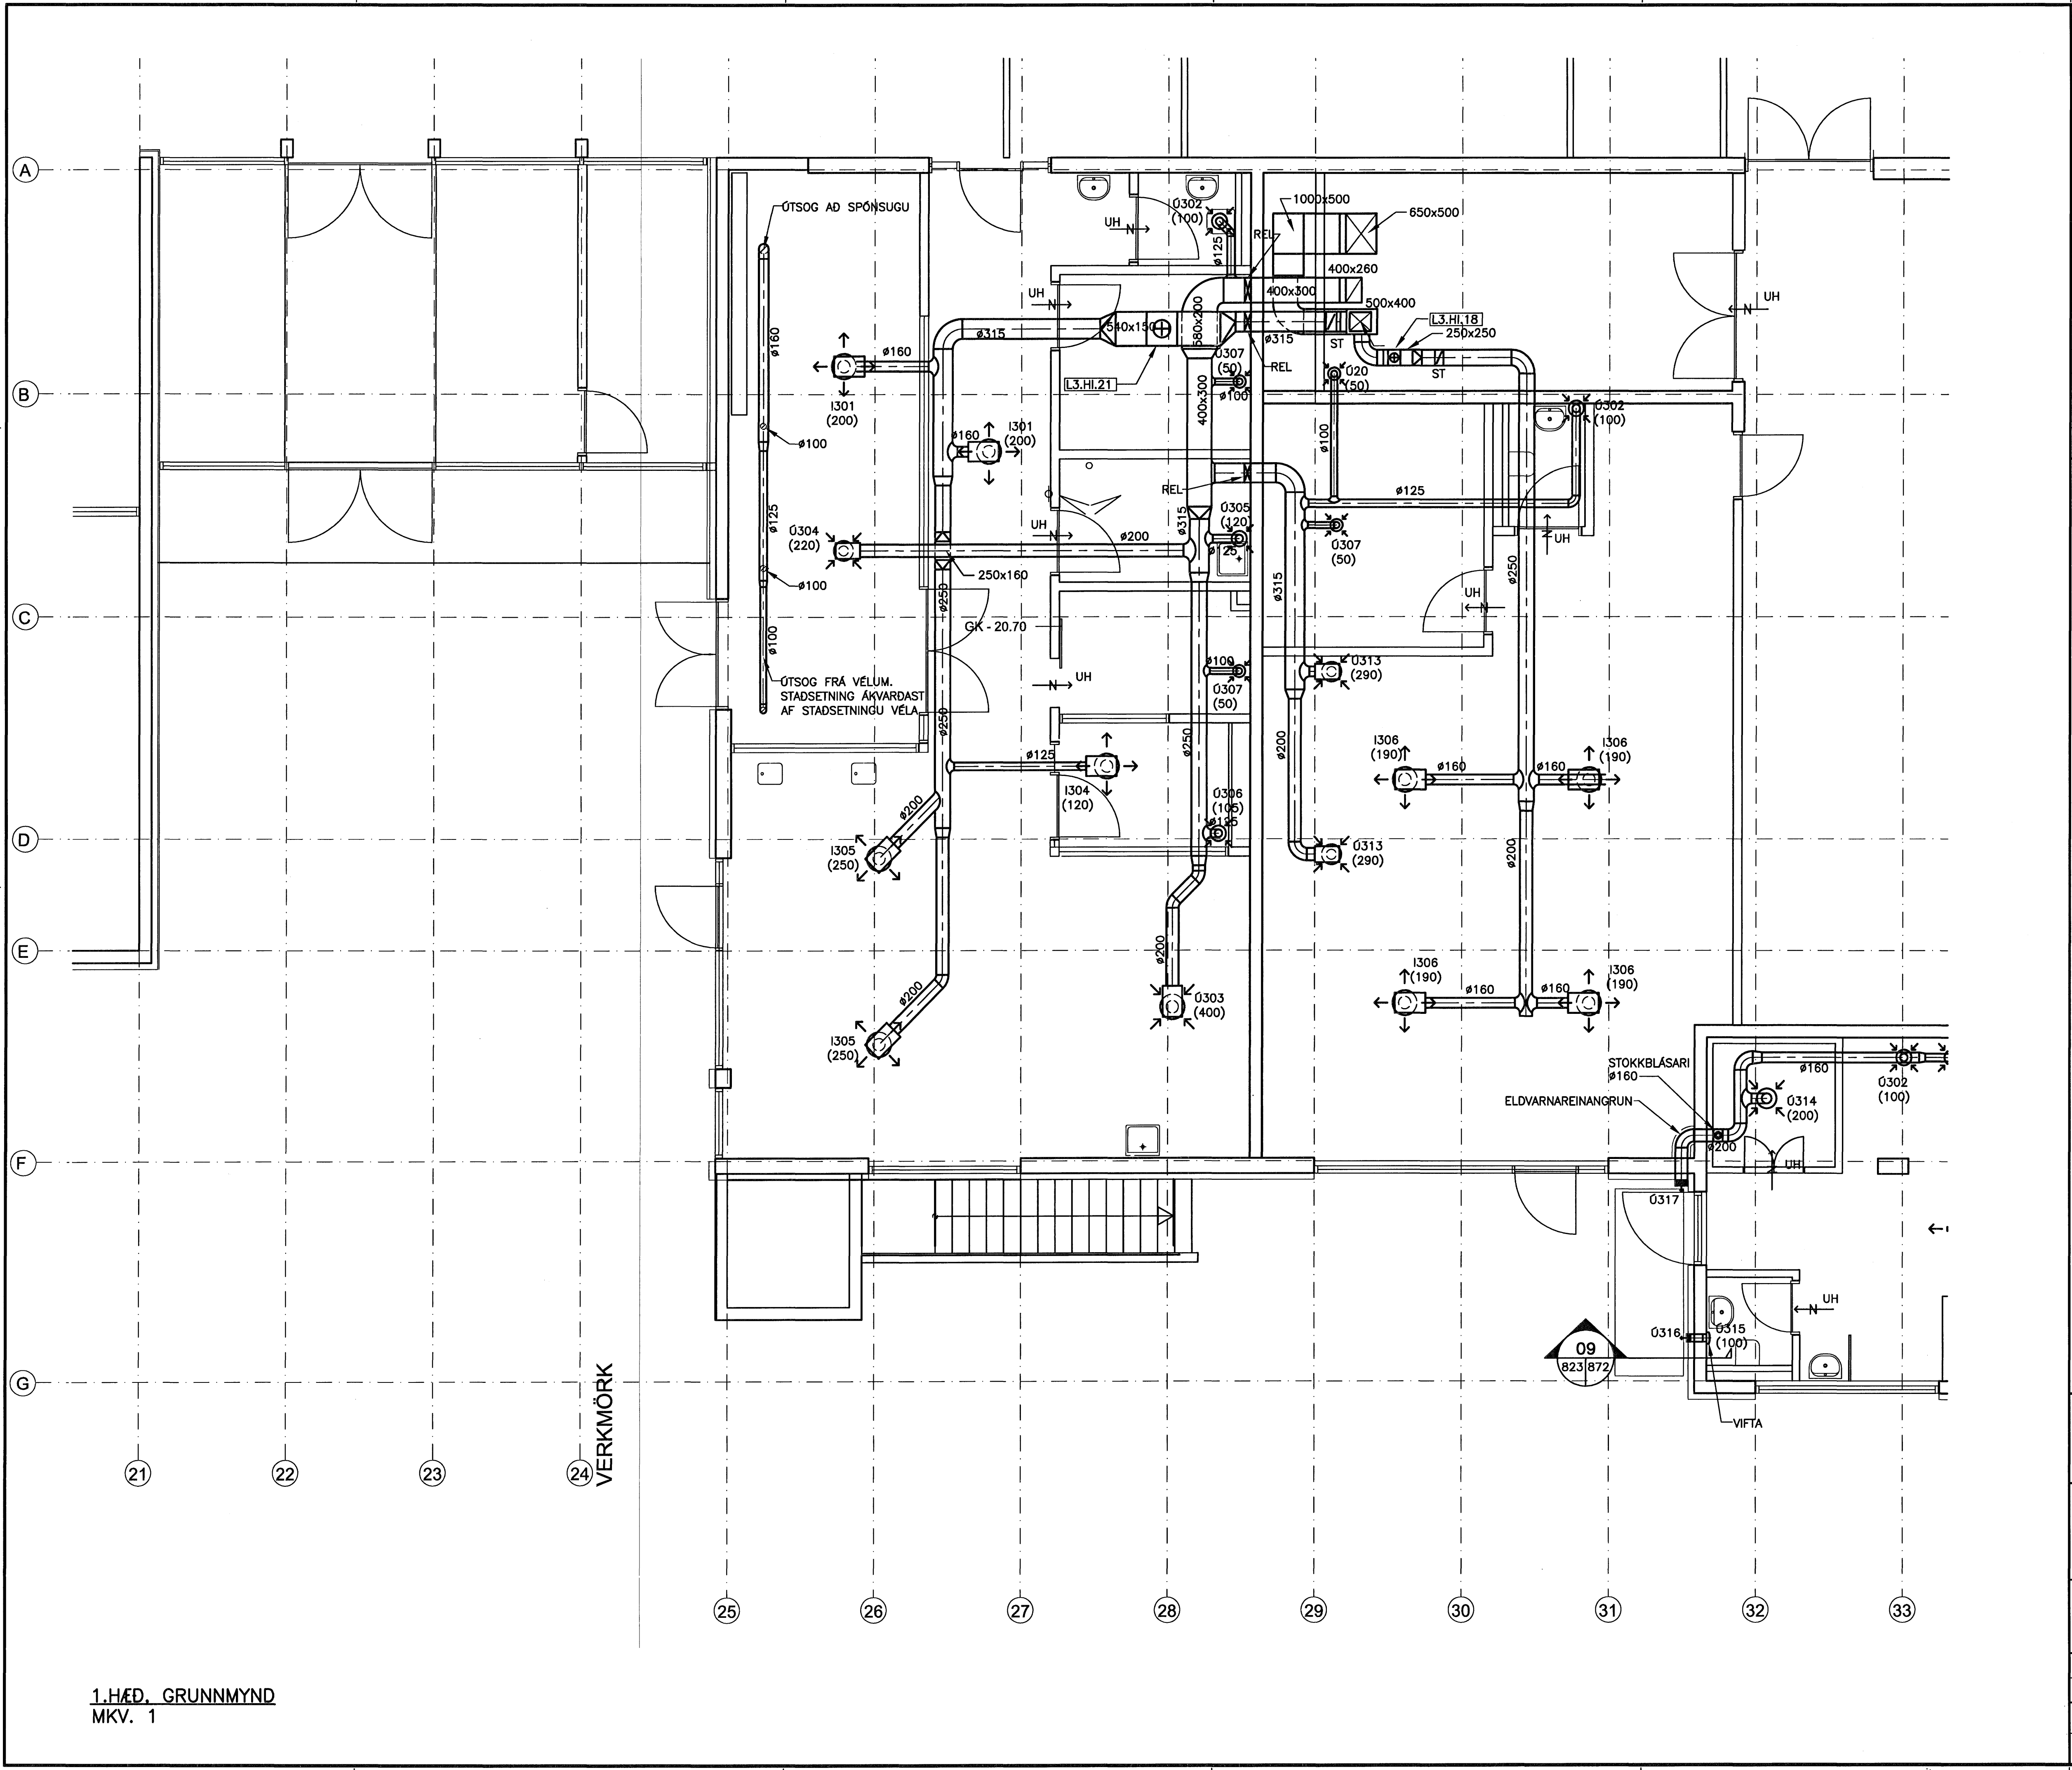 A
B
C
D
E
F
G
ÚTSOG AÐ SPÓNSUGU
ø160
ø100
ø125
ø100
ø100
ÚTSOG FRÁ VÉLUM.
STAÐSETNING ÁKVARÐAST
AF STAÐSETNINGU VÉLA
ø160
I301
(200)
ø315
ø160
I301
(200)
Ú304
(220)
ø200
250x160
ø250
ø250
GK - 20.70
UH
N
UH
N
UH
N
UH
N
Ú302
(100)
ø125
REL
540x150
580x200
L3.HI.21
400x300
Ú307
(50)
ø100
1000x500
650x500
400x260
400x300
500x400
ø315
ST
REL
L3.HI.18
250x250
ST
Ú20
(50)
ø100
Ú302
(100)
ø125
REL
ø315
Ú305
(120)
ø125
Ú307
(50)
ø315
UH
N
UH
N
UH
N
ø250
ø100
Ú307
(50)
Ú313
(290)
ø125
I304
(120)
ø250
Ú306
(105)
ø125
ø200
Ú313
(290)
ø200
I305
(250)
ø200
I305
(250)
ø200
Ú303
(400)
I306
(190)
ø160
ø160
I306
(190)
ø200
I306
(190)
ø160
ø160
I306
(190)
STOKKBLÁSARI
ø160
ELDVARNAREINANGRUN
ø160
Ú302
(100)
Ú314
(200)
ø200
UH
N
Ú317
UH
N
Ú316
Ú315
(100)
09
823 872
VIFTA
VERKMÖRK
21
22
23
24
25
26
27
28
29
30
31
32
33
1.HÆÐ, GRUNNMYND
MKV. 1